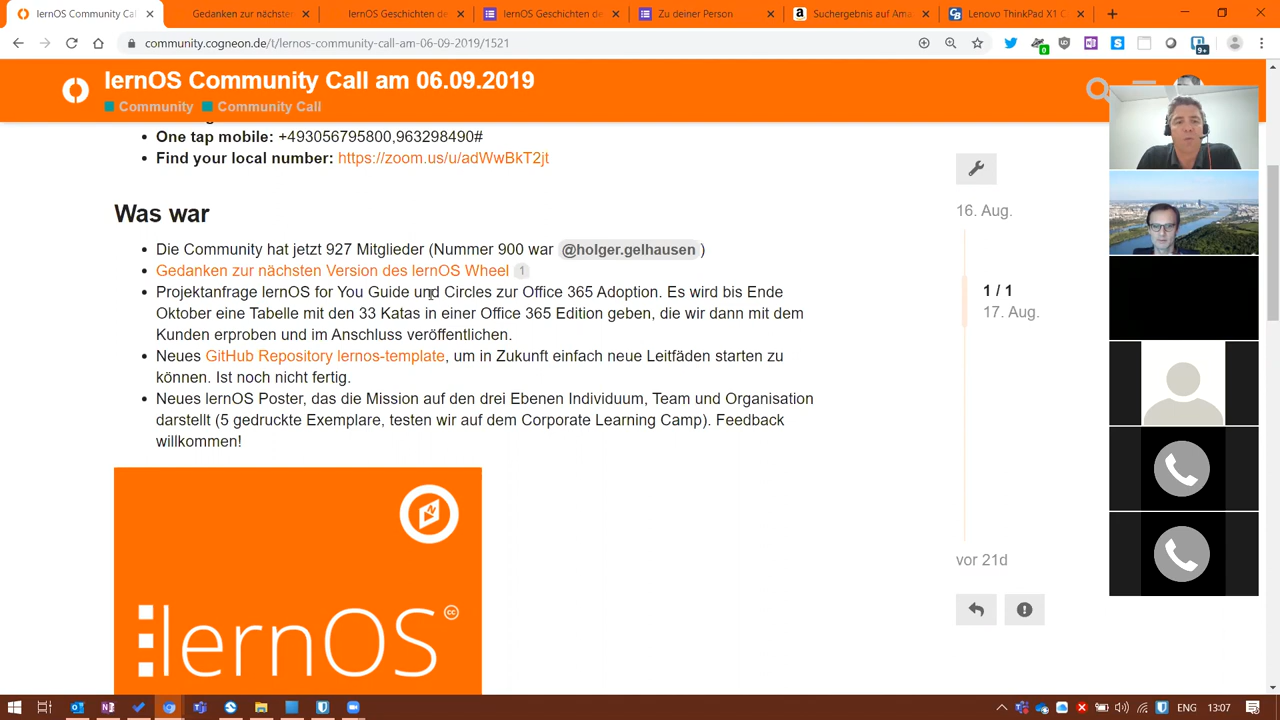 lernOS Community Call
Gedanken zur nächsten
lernOS Geschichten de
lernOS Geschichten de
Zu deiner Person
Suchergebnis auf Ama
Lenovo ThinkPad X1 C
community.cogneon.de/t/lernos-community-call-am-06-09-2019/1521
0
9+
lernOS Community Call am 06.09.2019
Community Community Call
One tap mobile: +493056795800,963298490#
Find your local number: https://zoom.us/u/adWwBkT2jt
16. Aug.
Was war
Die Community hat jetzt 927 Mitglieder (Nummer 900 war @holger.gelhausen )
Gedanken zur nächsten Version des lernOS Wheel 1
Projektanfrage lernOS for You Guide und Circles zur Office 365 Adoption. Es wird bis Ende
Oktober eine Tabelle mit den 33 Katas in einer Office 365 Edition geben, die wir dann mit dem
Kunden erproben und im Anschluss veröffentlichen.
1 / 1
17. Aug.
Neues GitHub Repository lernos-template, um in Zukunft einfach neue Leitfäden starten zu
können. Ist noch nicht fertig.
Neues lernOS Poster, das die Mission auf den drei Ebenen Individuum, Team und Organisation
darstellt (5 gedruckte Exemplare, testen wir auf dem Corporate Learning Camp). Feedback
willkommen!
vor 21d
N
lernOS
cc
ENG 13:07